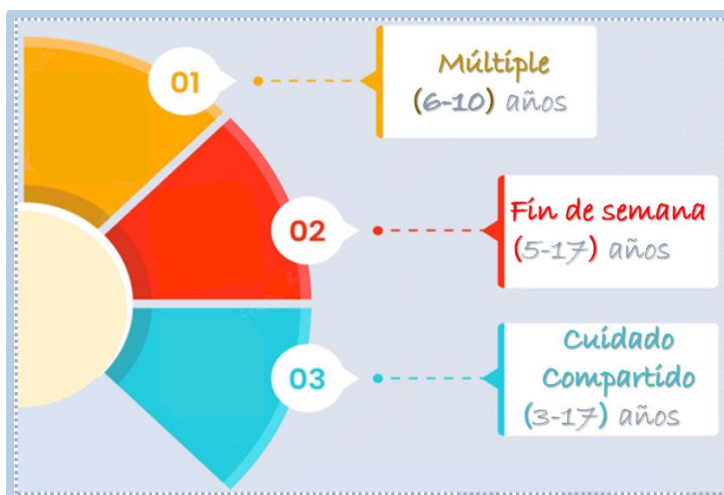 01
Múltiple
(6-10) años
02
Fin de semana
(5-17) años
03
Cuidado
Compartido
(3-17) años